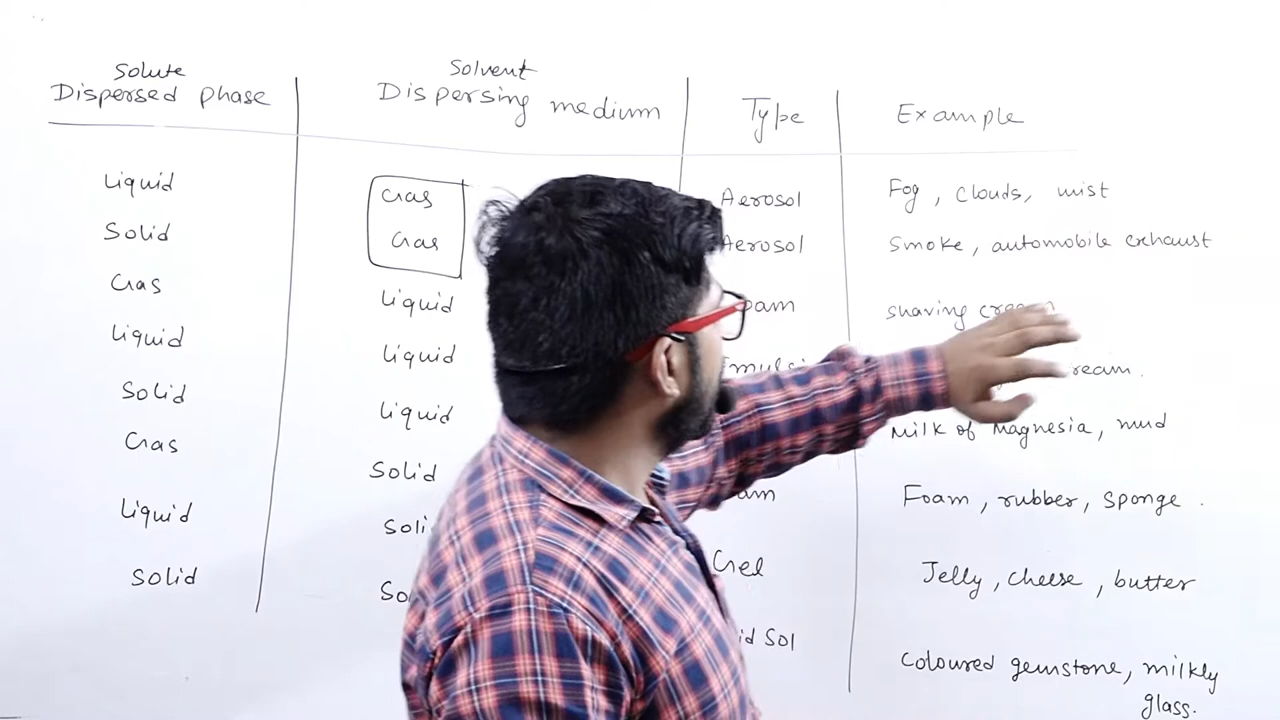 Solute Solvent
Dispersed phase Dispersing medium Type Example
Liquid Gas Aerosol Fog, clouds, mist
Solid Gas Aerosol Smoke, automobile exhaust
Gas Liquid shaving
Liquid Liquid
Solid Liquid Milk of Magnesia, mud
Gas Solid Foam, rubber, sponge.
Liquid Gel Jelly, cheese, butter
Solid Sol
Coloured gemstone, milkly
glass.